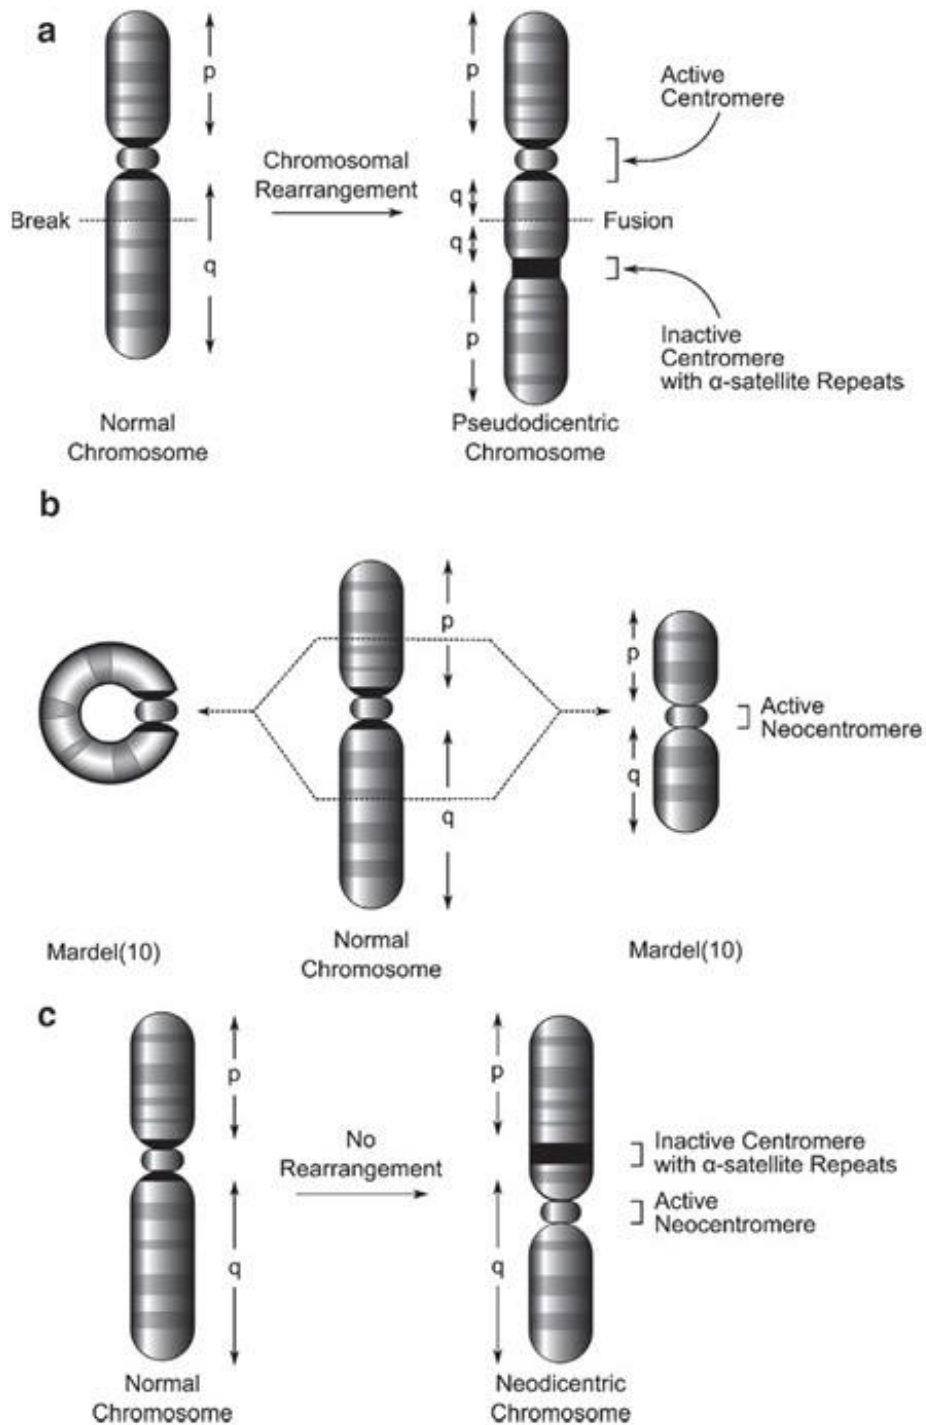 a
p
q
Break
Normal
Chromosome
Chromosomal
Rearrangement
p
q
q
p
Active
Centromere
Fusion
Inactive
Centromere
with α-satellite Repeats
Pseudodicentric
Chromosome
b
Mardel(10)
p
q
Normal
Chromosome
p
q
Active
Neocentromere
Mardel(10)
c
p
q
Normal
Chromosome
No
Rearrangement
p
q
Inactive Centromere
with α-satellite Repeats
Active
Neocentromere
Neodicentric
Chromosome